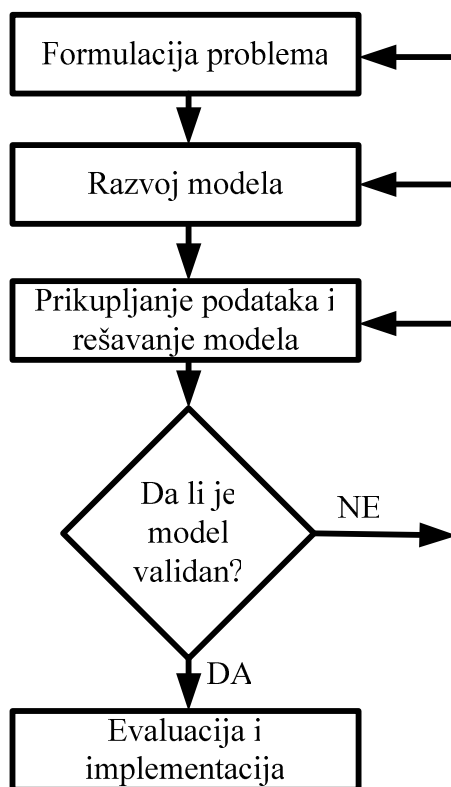 Formulacija problema
Razvoj modela
Prikupljanje podataka i
rešavanje modela
Da li je
model
validan?
NE
DA
Evaluacija i
implementacija